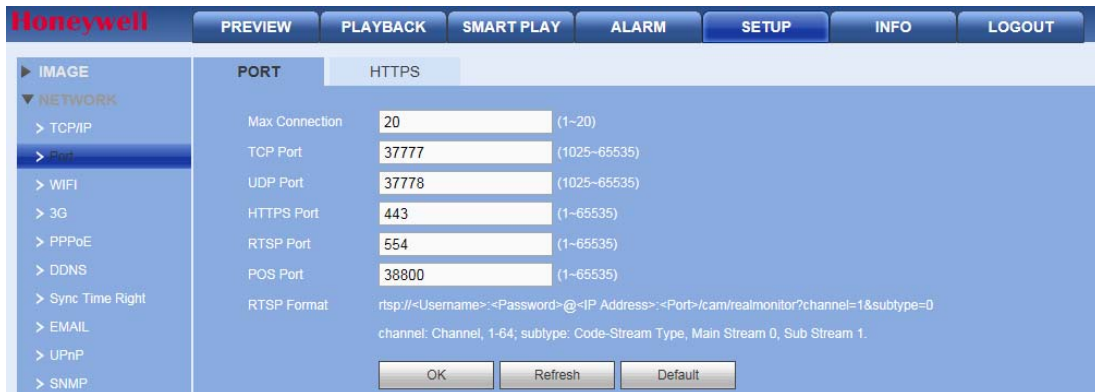 Honeywell
PREVIEW PLAYBACK SMART PLAY ALARM SETUP INFO LOGOUT
IMAGE
NETWORK
> TCP/IP
> Port
> WIFI
> 3G
> PPPoE
> DDNS
> Sync Time Right
> EMAIL
> UPnP
> SNMP
PORT HTTPS
Max Connection 20 (1~20)
TCP Port 37777 (1025~65535)
UDP Port 37778 (1025~65535)
HTTPS Port 443 (1~65535)
RTSP Port 554 (1~65535)
POS Port 38800 (1~65535)
RTSP Format rtsp://<Username>:<Password>@<IP Address>:<Port>/cam/realmonitor?channel=1&subtype=0
channel: Channel, 1-64; subtype: Code-Stream Type, Main Stream 0, Sub Stream 1.
OK Refresh Default